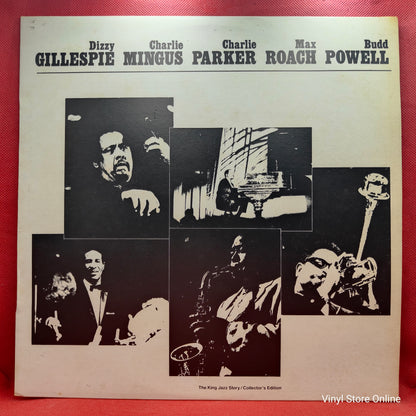 Dizzy Charlie Charlie Max Budd
GILLESPIE MINGUS PARKER ROACH POWELL
The King Jazz Story/Collector's Edition
Vinyl Store Online